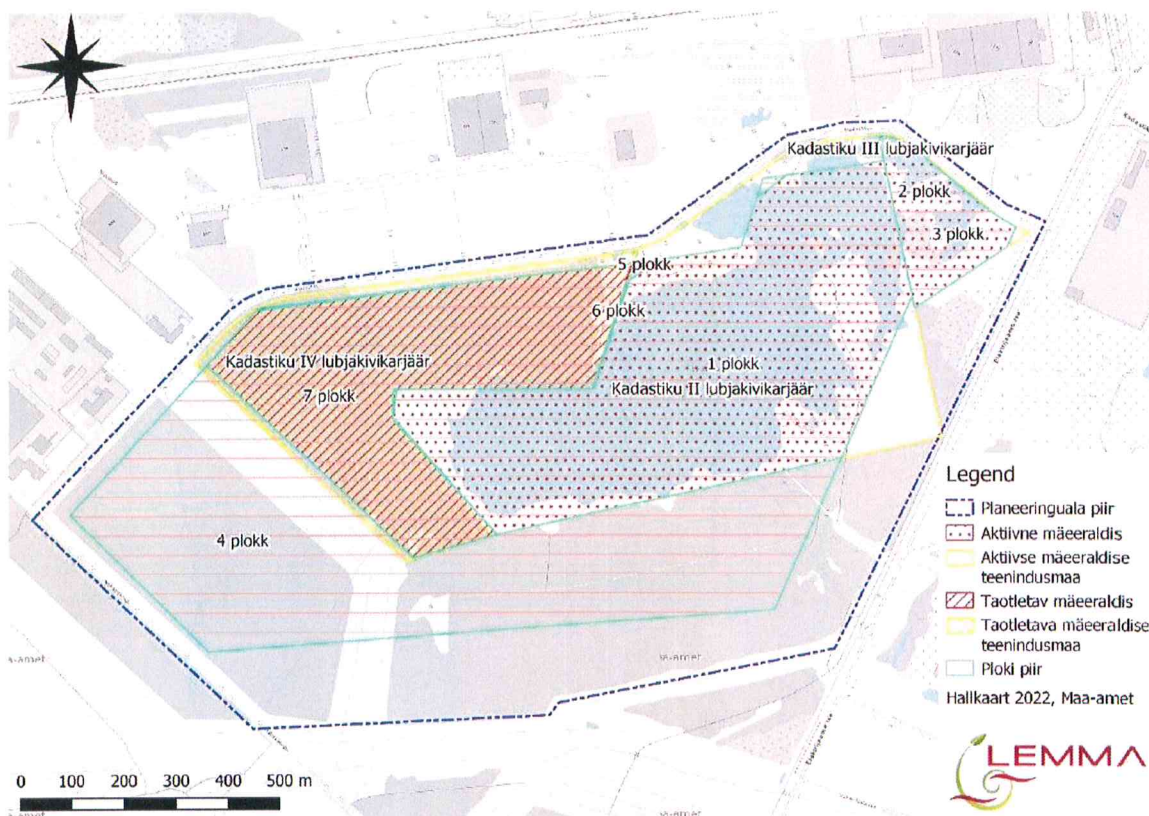 Kadastiku III lubjakivikarjäär
2 plokk
3 plokk
5 plokk
6 plokk
Kadastiku IV lubjakivikarjäär
1 plokk
Kadastiku II lubjakivikarjäär
7 plokk
4 plokk
Legend
Planeeringuala piir
Aktiivne mäeeraldis
Aktiivse mäeeraldise
teenindusmaa
Taotletav mäeeraldis
Taotletava mäeeraldise
teenindusmaa
Ploki piir
Hallkaart 2022, Maa-amet
LEMMA
0 100 200 300 400 500 m